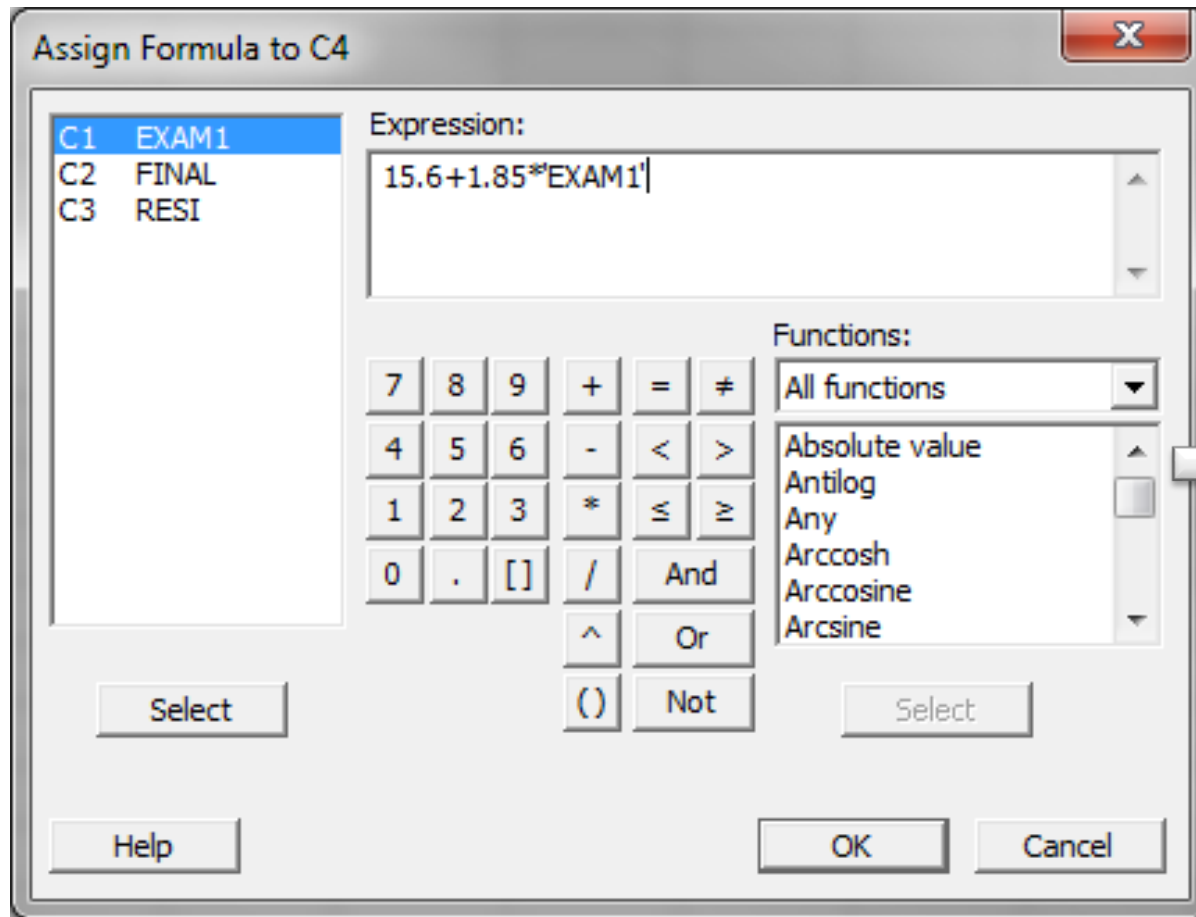 Assign Formula to C4
C1 EXAM1
C2 FINAL
C3 RESI
Expression:
15.6+1.85*'EXAM1'
Functions:
All functions
7 8 9 + = ≠
4 5 6 - < >
1 2 3 * ≤ ≥
0 . [] / And
^ Or
() Not
Absolute value
Antilog
Any
Arccosh
Arccosine
Arcsine
Select
Select
Help
OK
Cancel